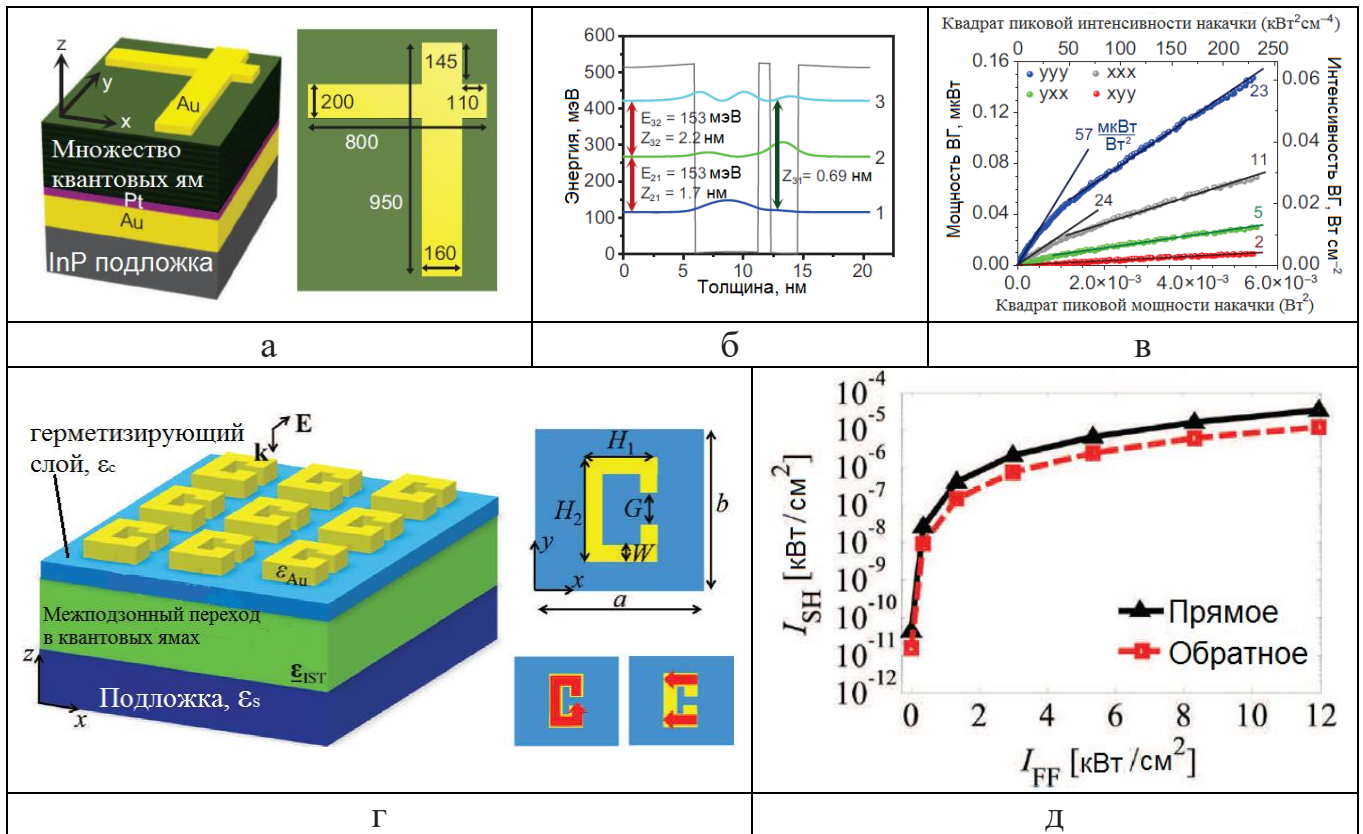 z
y
x
Au
Множество
квантовых ям
Pt
Au
InP подложка
145
200
110
800
950
160
а
Энергия, мэВ
600
500
400
300
200
100
0
E₃₂ = 153 мэВ
Z₃₂ = 2.2 нм
E₂₁ = 153 мэВ
Z₂₁ = 1.7 нм
Z₃₁= 0.69 нм
3
2
1
0 5 10 15 20
Толщина, нм
б
Квадрат пиковой интенсивности накачки (кВт²см⁻⁴)
0 50 100 150 200 250
Мощность ВГ, мкВт
0.16
0.12
0.08
0.04
0.00
yyy xxx
yxx xyy
57 мкВт
Вт²
24
23
11
5
2
0.06
0.04
0.02
0.00
Интенсивность ВГ, Вт см⁻²
0.0 2.0×10⁻³ 4.0×10⁻³ 6.0×10⁻³
Квадрат пиковой мощности накачки (Вт²)
в
герметизирующий
слой, εc
k
E
εAu
Межподзонный переход
в квантовых ямах
εIST
Подложка, εs
z
x
H₁
H₂
G
W
b
y
x
a
г
I_SH [кВт/см²]
10⁻⁴
10⁻⁵
10⁻⁶
10⁻⁷
10⁻⁸
10⁻⁹
10⁻¹⁰
10⁻¹¹
10⁻¹²
Прямое
Обратное
0 2 4 6 8 10 12
I_FF [кВт/см²]
д